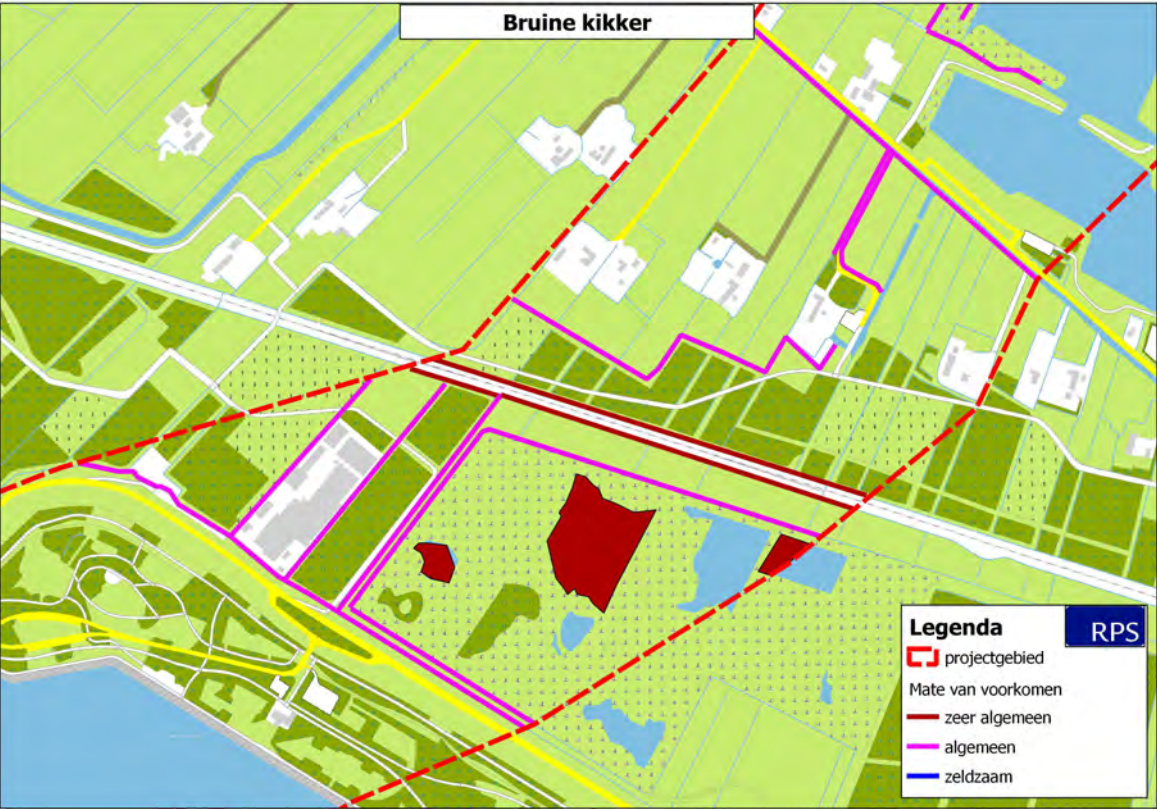 Bruine kikker
Legenda
RPS
projectgebied
Mate van voorkomen
zeer algemeen
algemeen
zeldzaam